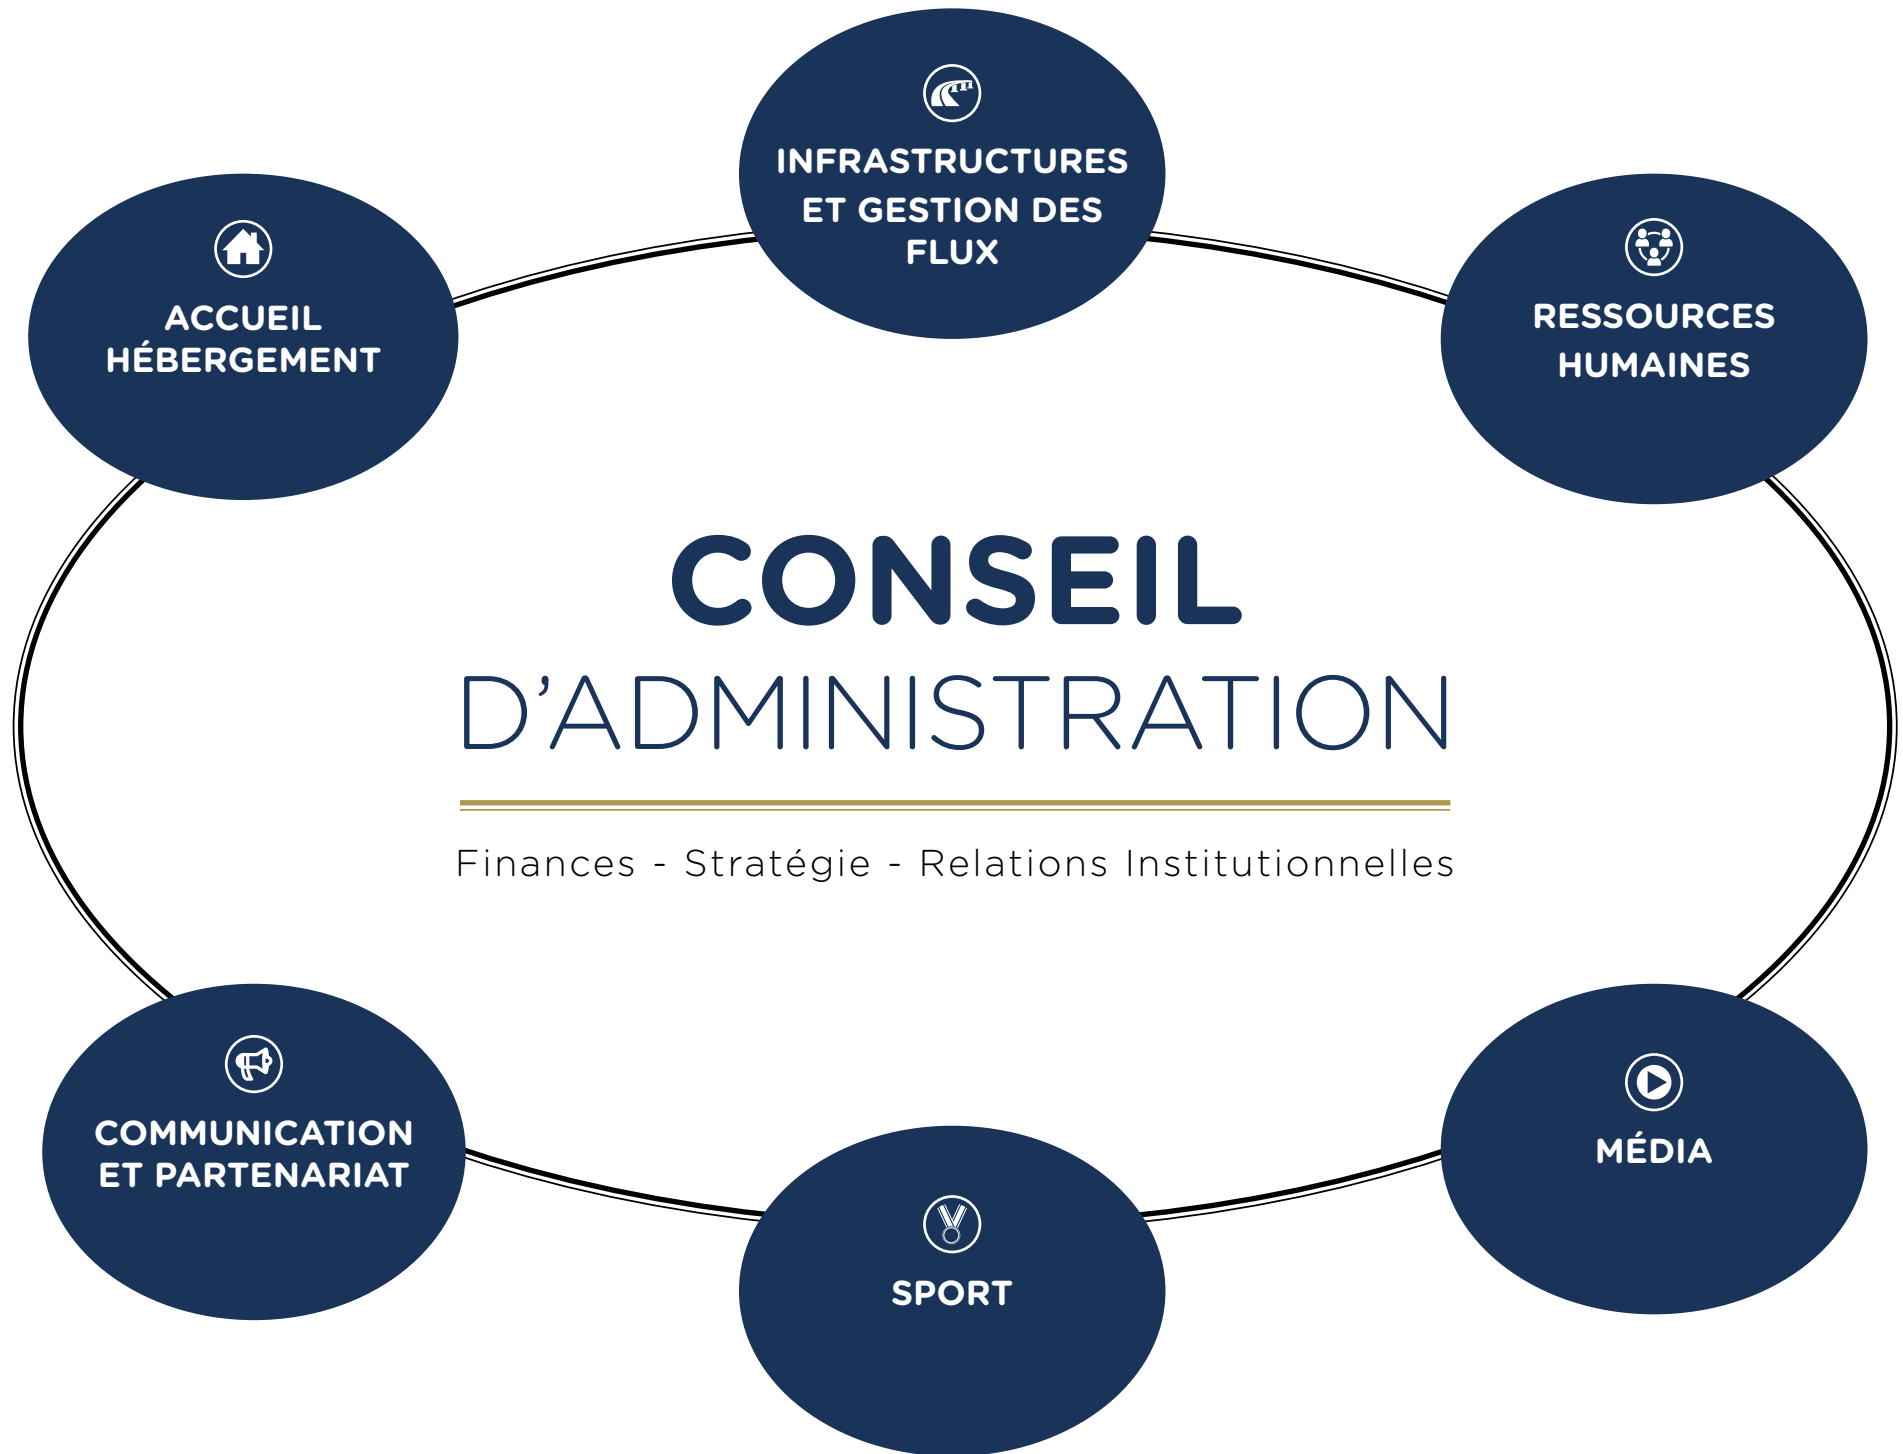 INFRASTRUCTURES
ET GESTION DES
FLUX
ACCUEIL
HÉBERGEMENT
RESSOURCES
HUMAINES
CONSEIL
D'ADMINISTRATION
Finances - Stratégie - Relations Institutionnelles
COMMUNICATION
ET PARTENARIAT
SPORT
MÉDIA